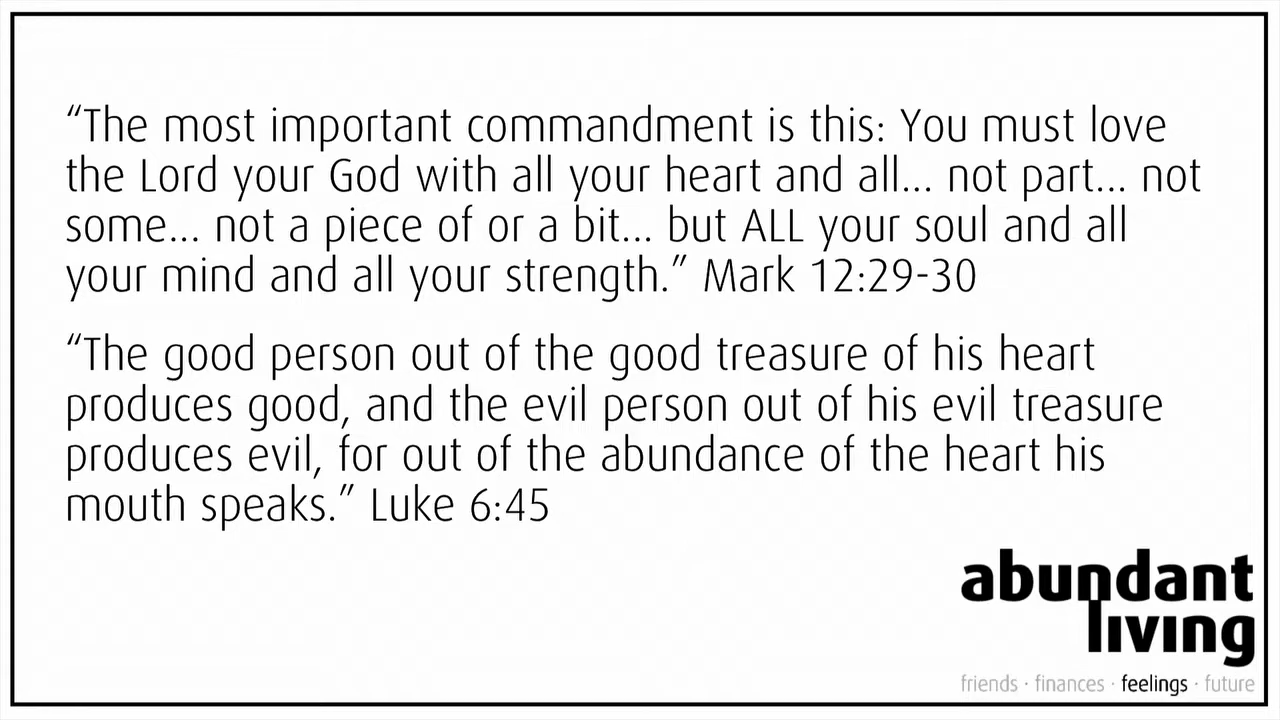 “The most important commandment is this: You must love
the Lord your God with all your heart and all... not part... not
some... not a piece of or a bit... but ALL your soul and all
your mind and all your strength.” Mark 12:29-30
“The good person out of the good treasure of his heart
produces good, and the evil person out of his evil treasure
produces evil, for out of the abundance of the heart his
mouth speaks.” Luke 6:45
abundant
living
friends · finances · feelings · future